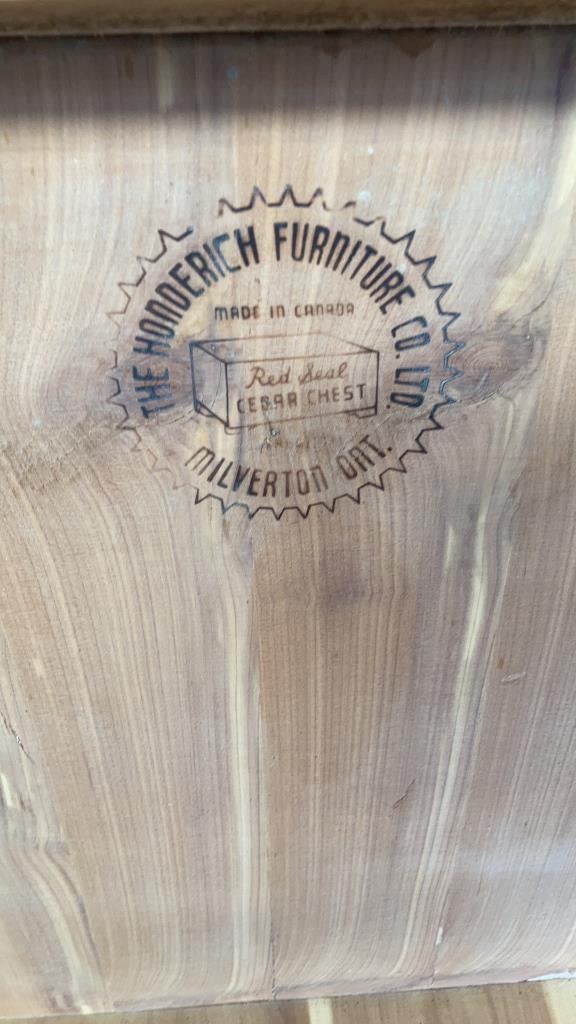 THE HONDERICH FURNITURE CO. LTD.
MADE IN CANADA
Red Seal
CEDAR CHEST
MILVERTON ONT.